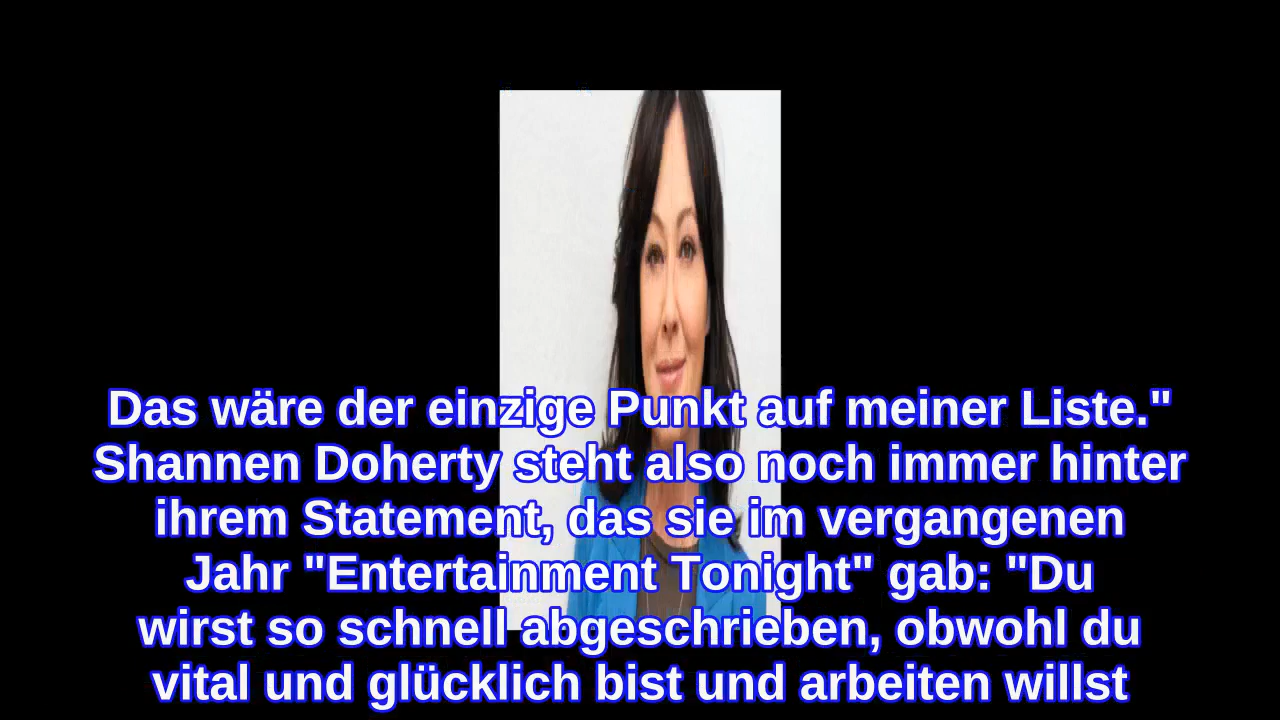 Das wäre der einzige Punkt auf meiner Liste."
Shannen Doherty steht also noch immer hinter
ihrem Statement, das sie im vergangenen
Jahr "Entertainment Tonight" gab: "Du
wirst so schnell abgeschrieben, obwohl du
vital und glücklich bist und arbeiten willst